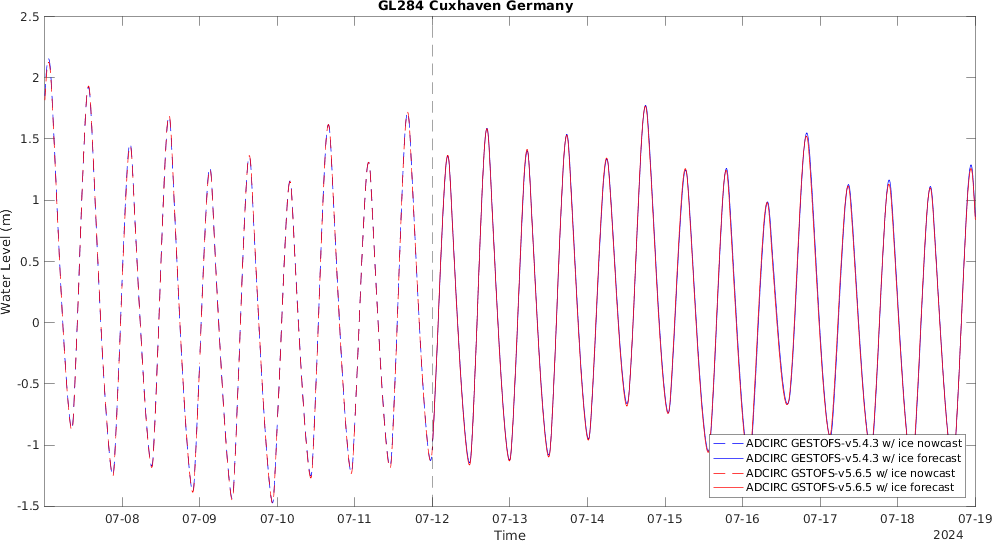 GL284 Cuxhaven Germany
2.5
2
1.5
1
0.5
0
-0.5
-1
-1.5
Water Level (m)
ADCIRC GESTOFS-v5.4.3 w/ ice nowcast
ADCIRC GESTOFS-v5.4.3 w/ ice forecast
ADCIRC GSTOFS-v5.6.5 w/ ice nowcast
ADCIRC GSTOFS-v5.6.5 w/ ice forecast
07-08 07-09 07-10 07-11 07-12 07-13 07-14 07-15 07-16 07-17 07-18 07-19
Time
2024